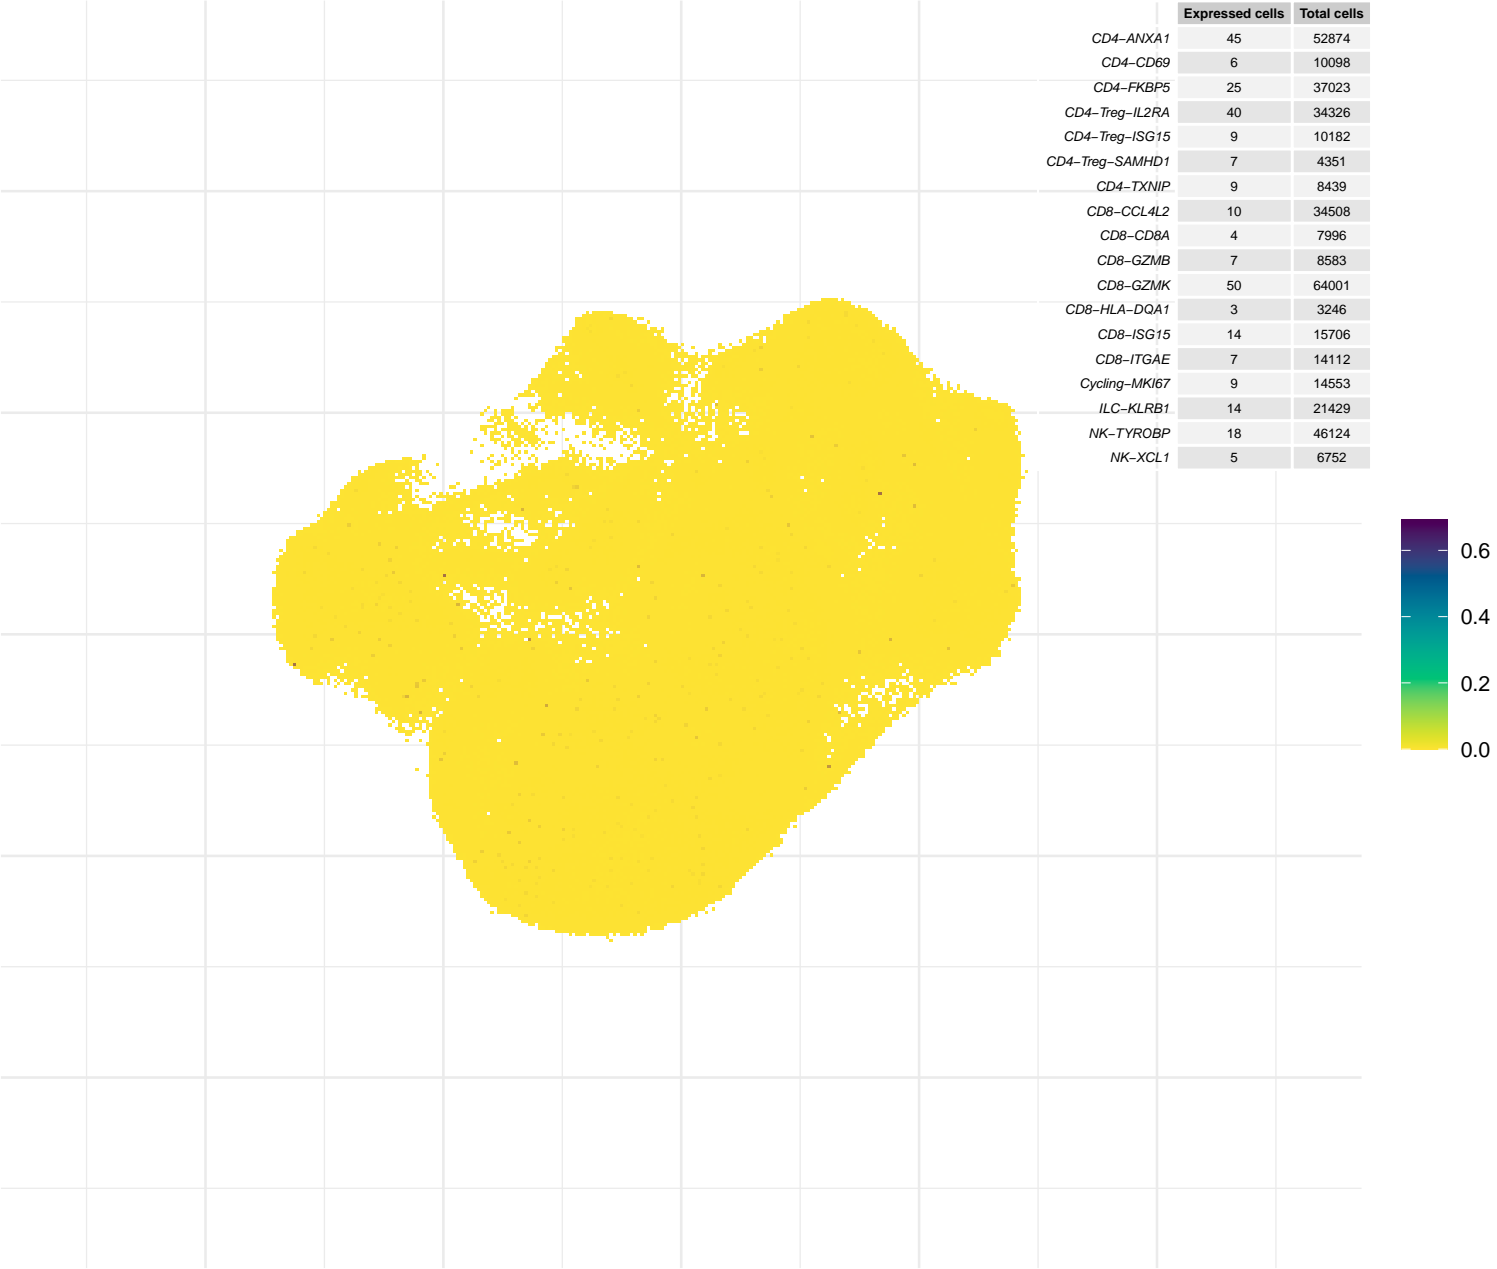 Expressed cells Total cells
CD4−ANXA1 45 52874
CD4−CD69 6 10098
CD4−FKBP5 25 37023
CD4−Treg−IL2RA 40 34326
CD4−Treg−ISG15 9 10182
CD4−Treg−SAMHD1 7 4351
CD4−TXNIP 9 8439
CD8−CCL4L2 10 34508
CD8−CD8A 4 7996
CD8−GZMB 7 8583
CD8−GZMK 50 64001
CD8−HLA−DQA1 3 3246
CD8−ISG15 14 15706
CD8−ITGAE 7 14112
Cycling−MKI67 9 14553
ILC−KLRB1 14 21429
NK−TYROBP 18 46124
NK−XCL1 5 6752
0.6
0.4
0.2
0.0